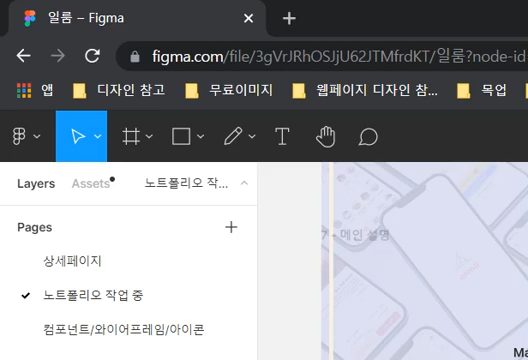 일룸 – Figma
figma.com/file/3gVrJRhOSJjU62JTMfrdKT/일룸?node-id
앱 디자인 참고 무료이미지 웹페이지 디자인 참... 목업
Layers Assets 노트폴리오 작...
Pages
상세페이지
노트폴리오 작업 중
컴포넌트/와이어프레임/아이콘
7 - 메인 설명
Ma